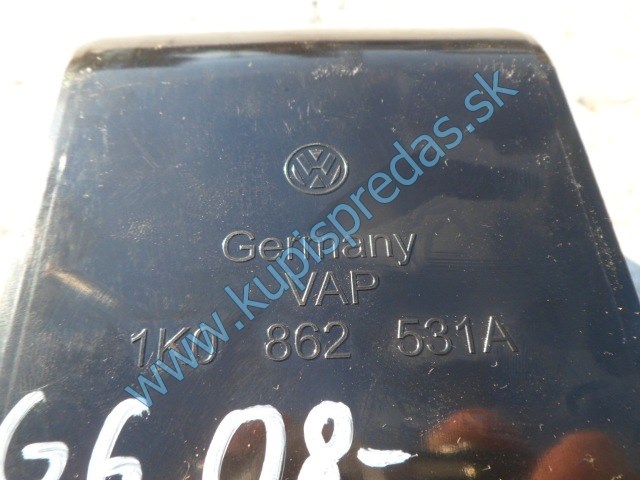 Germany
VAP
1K0 862 531A
G6 08-
www.kupispredas.sk